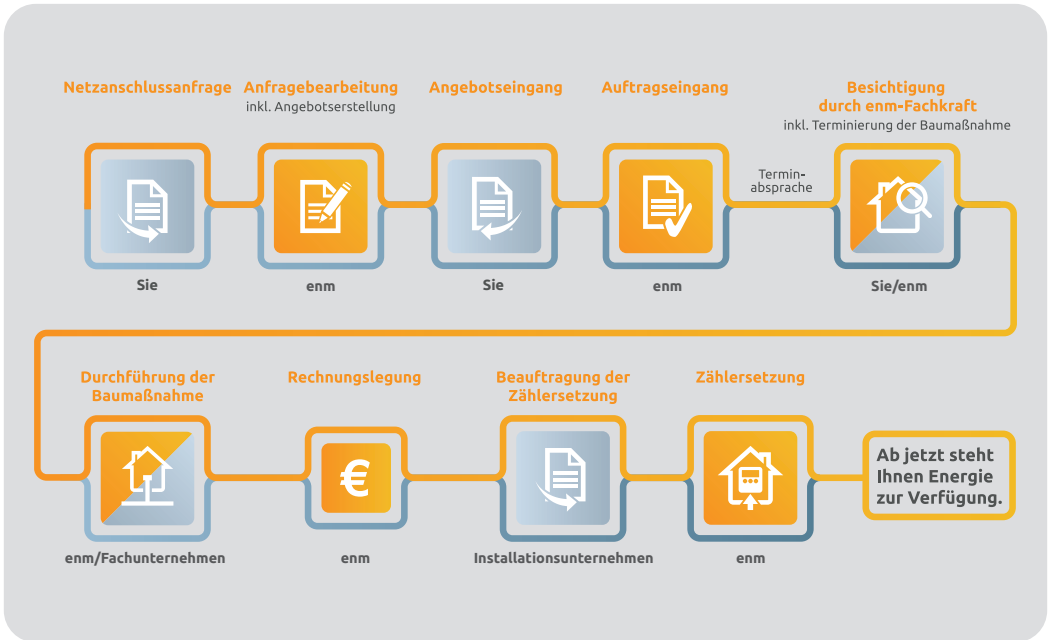 Netzanschlussanfrage
Anfragebearbeitung
inkl. Angebotserstellung
Angebotseingang
Auftragseingang
Besichtigung
durch enm-Fachkraft
inkl. Terminierung der Baumaßnahme
Termin-
absprache
Sie
enm
Sie
enm
Sie/enm
Durchführung der
Baumaßnahme
Rechnungslegung
Beauftragung der
Zählersetzung
Zählersetzung
€
Ab jetzt steht
Ihnen Energie
zur Verfügung.
enm/Fachunternehmen
enm
Installationsunternehmen
enm